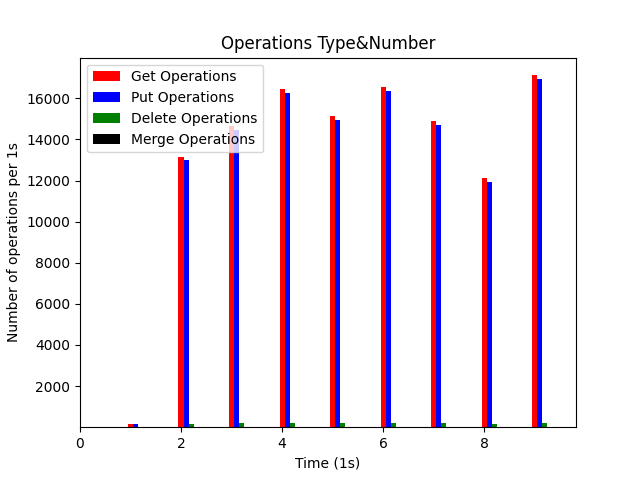 Operations Type&Number
Get Operations
Put Operations
Delete Operations
Merge Operations
16000
14000
12000
10000
8000
6000
4000
2000
Number of operations per 1s
0 2 4 6 8
Time (1s)